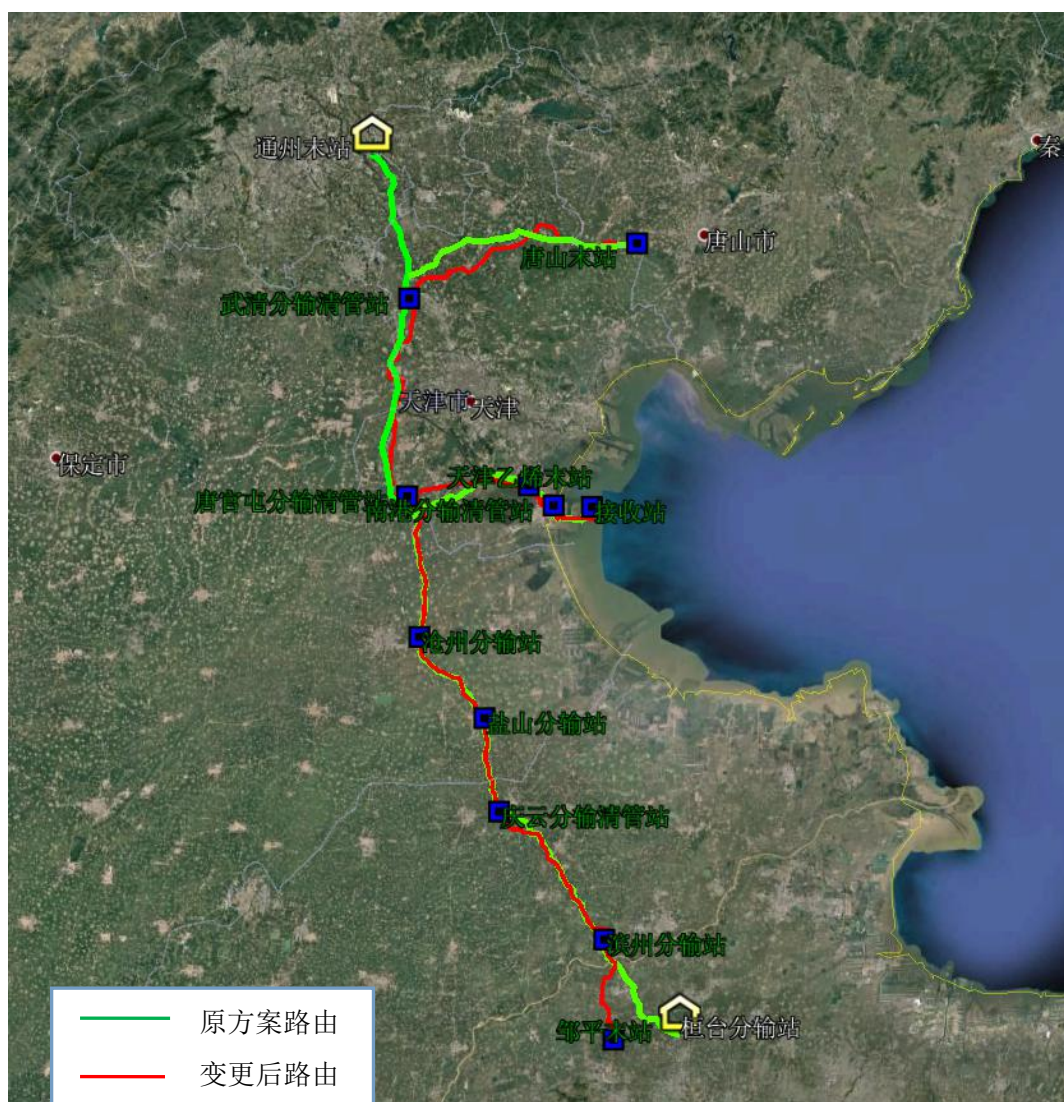 通州末站
秦
唐山市
唐山末站
武清分输清管站
天津市
天津
保定市
天津乙烯末站
唐官屯分输清管站
南港分输清管站
接收站
沧州分输站
盐山分输站
庆云分输清管站
滨州分输站
邹平末站
桓台分输站
原方案路由
变更后路由